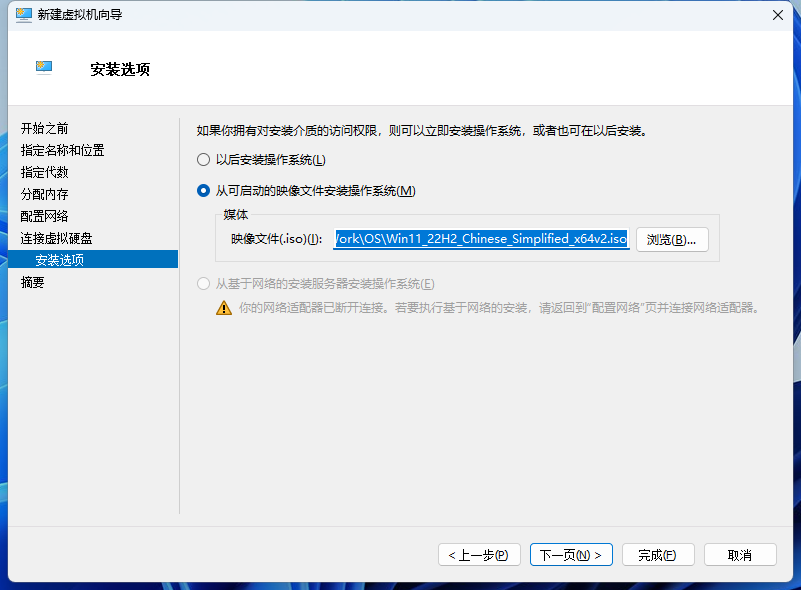 新建虚拟机向导
安装选项
开始之前
指定名称和位置
指定代数
分配内存
配置网络
连接虚拟硬盘
安装选项
摘要
如果你拥有对安装介质的访问权限，则可以立即安装操作系统，或者也可在以后安装。
以后安装操作系统(L)
从可启动的映像文件安装操作系统(M)
媒体
映像文件(.iso)(I): Work\OS\Win11_22H2_Chinese_Simplified_x64v2.iso 浏览(B)...
从基于网络的安装服务器安装操作系统(E)
你的网络适配器已断开连接。若要执行基于网络的安装，请返回到“配置网络”页并连接网络适配器。
< 上一步(P) 下一页(N) > 完成(F) 取消